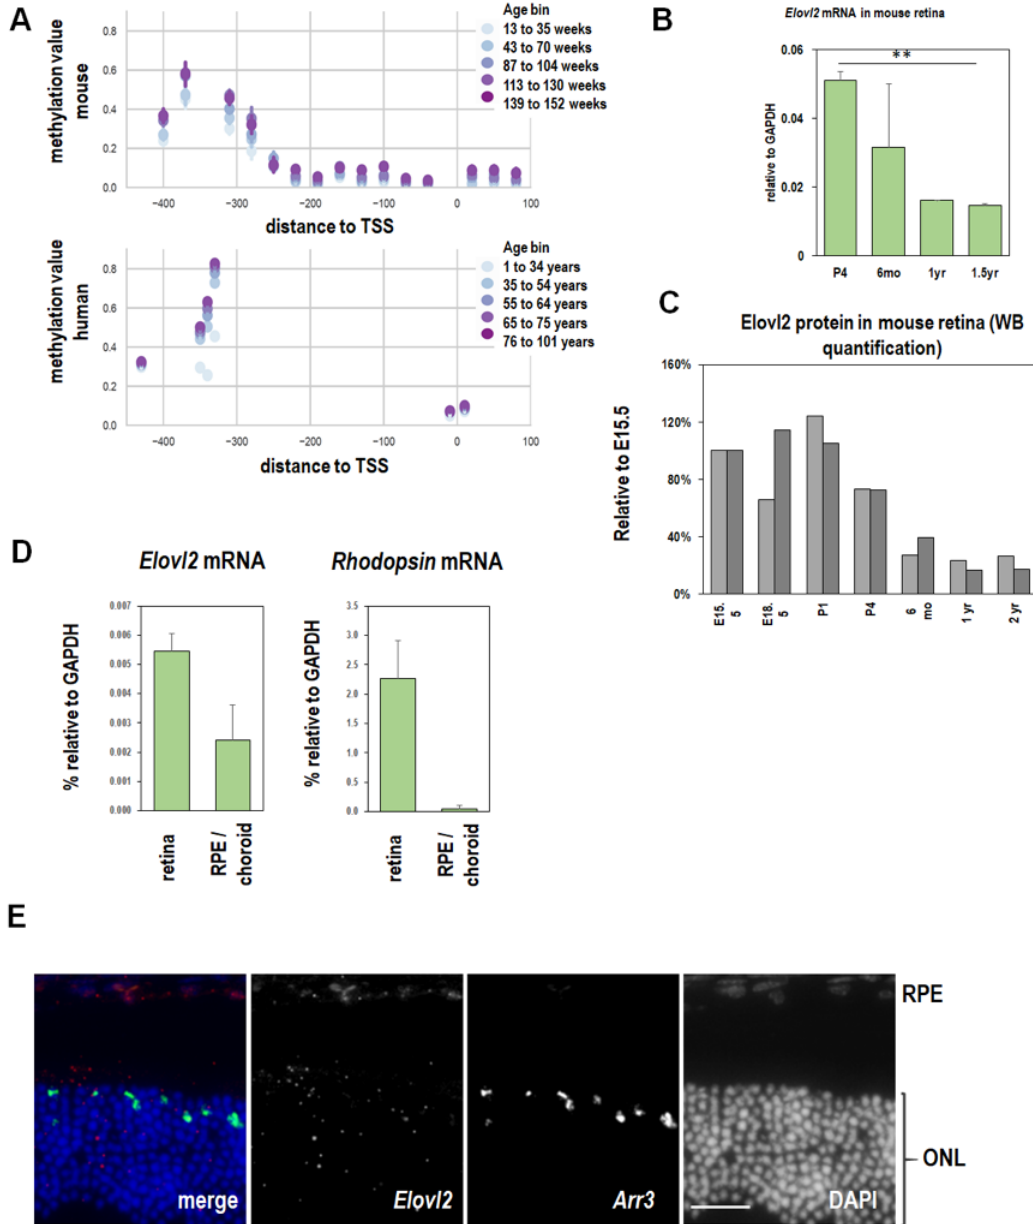 A
methylation value
mouse
0.8
0.6
0.4
0.2
0.0
−400
−300
−200
−100
0
100
distance to TSS
Age bin
13 to 35 weeks
43 to 70 weeks
87 to 104 weeks
113 to 130 weeks
139 to 152 weeks
methylation value
human
0.8
0.6
0.4
0.2
0.0
−400
−300
−200
−100
0
100
distance to TSS
Age bin
1 to 34 years
35 to 54 years
55 to 64 years
65 to 75 years
76 to 101 years
B
Elovl2 mRNA in mouse retina
relative to GAPDH
0.06
0.04
0.02
0
**
P4
6mo
1yr
1.5yr
C
Elovl2 protein in mouse retina (WB
quantification)
Relative to E15.5
160%
120%
80%
40%
0%
E15.
5
E18.
5
P1
P4
6
mo
1 yr
2 yr
D
Elovl2 mRNA
% relative to GAPDH
0.007
0.006
0.005
0.004
0.003
0.002
0.001
0.000
retina
RPE /
choroid
Rhodopsin mRNA
% relative to GAPDH
3.5
3.0
2.5
2.0
1.5
1.0
0.5
0.0
retina
RPE /
choroid
E
merge
Elovl2
Arr3
DAPI
RPE
ONL